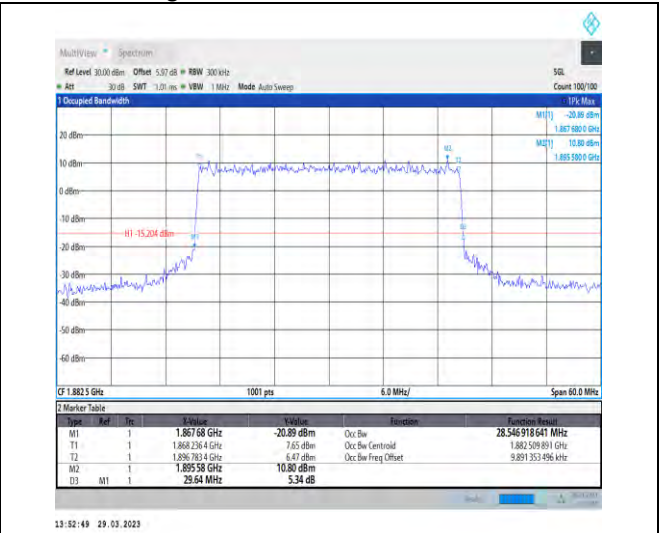 MultiView Spectrum
Ref Level 30.00 dBm Offset 5.97 dB RBW 300 kHz SGL
Att 30 dB SWT 1.01 ms VBW 1 MHz Mode Auto Sweep Count 100/100
1 Occupied Bandwidth 1Pk Max
M1[1] -20.89 dBm
1.867 680 0 GHz
M2[1] 10.80 dBm
1.895 580 0 GHz
20 dBm
10 dBm
0 dBm
-10 dBm
H1 -15.204 dBm
-20 dBm
-30 dBm
-40 dBm
-50 dBm
-60 dBm
T1
M2
T2
M1
CF 1.882 5 GHz 1001 pts 6.0 MHz/ Span 60.0 MHz
2 Marker Table
Type Ref Trc X-Value Y-Value Function Function Result
M1 1 1.867 68 GHz -20.89 dBm Occ Bw 28.546 918 641 MHz
T1 1 1.868 236 4 GHz 7.65 dBm Occ Bw Centroid 1.882 509 891 GHz
T2 1 1.896 783 4 GHz 6.47 dBm Occ Bw Freq Offset 9.891 353 496 kHz
M2 1 1.895 58 GHz 10.80 dBm
D3 M1 1 29.64 MHz 5.34 dB
13:52:49 29.03.2023